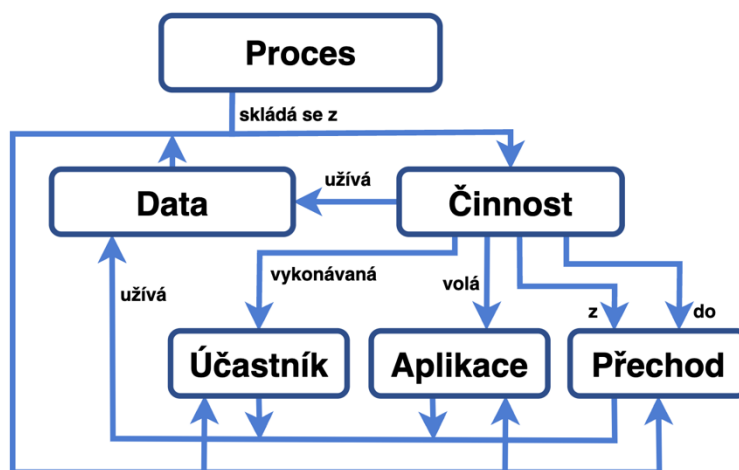 Proces
skládá se z
Data
užívá
Činnost
užívá
vykonávaná
volá
z
do
Účastník
Aplikace
Přechod